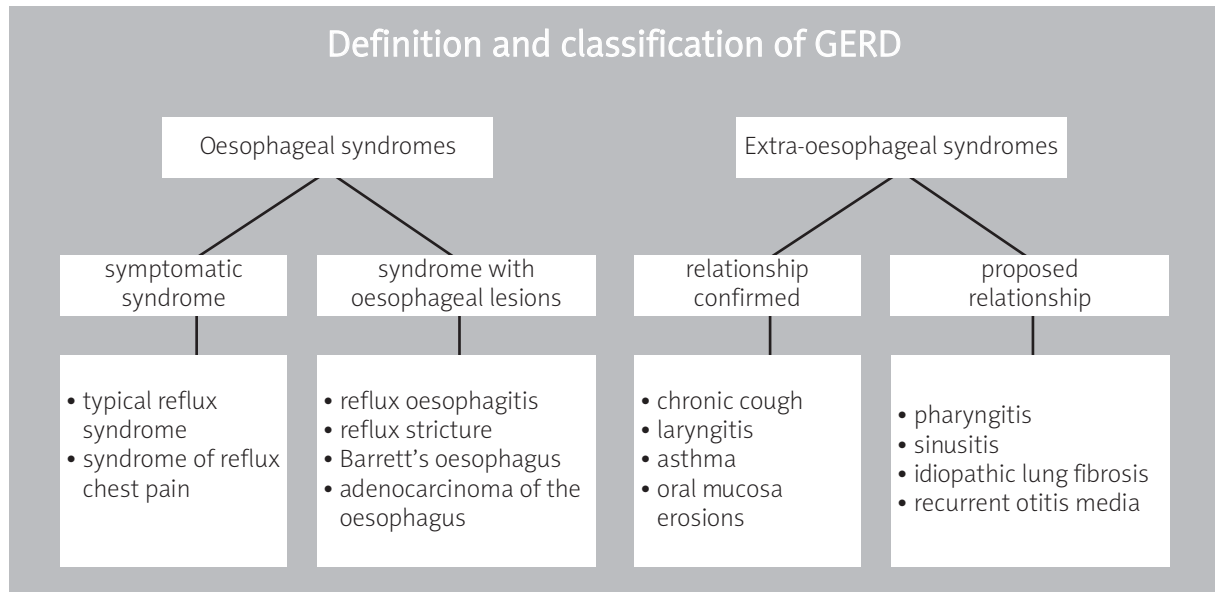 Definition and classification of GERD
Oesophageal syndromes
Extra-oesophageal syndromes
symptomatic
syndrome
syndrome with
oesophageal lesions
relationship
confirmed
proposed
relationship
• typical reflux
syndrome
• syndrome of reflux
chest pain
• reflux oesophagitis
• reflux stricture
• Barrett’s oesophagus
• adenocarcinoma of the
oesophagus
• chronic cough
• laryngitis
• asthma
• oral mucosa
erosions
• pharyngitis
• sinusitis
• idiopathic lung fibrosis
• recurrent otitis media